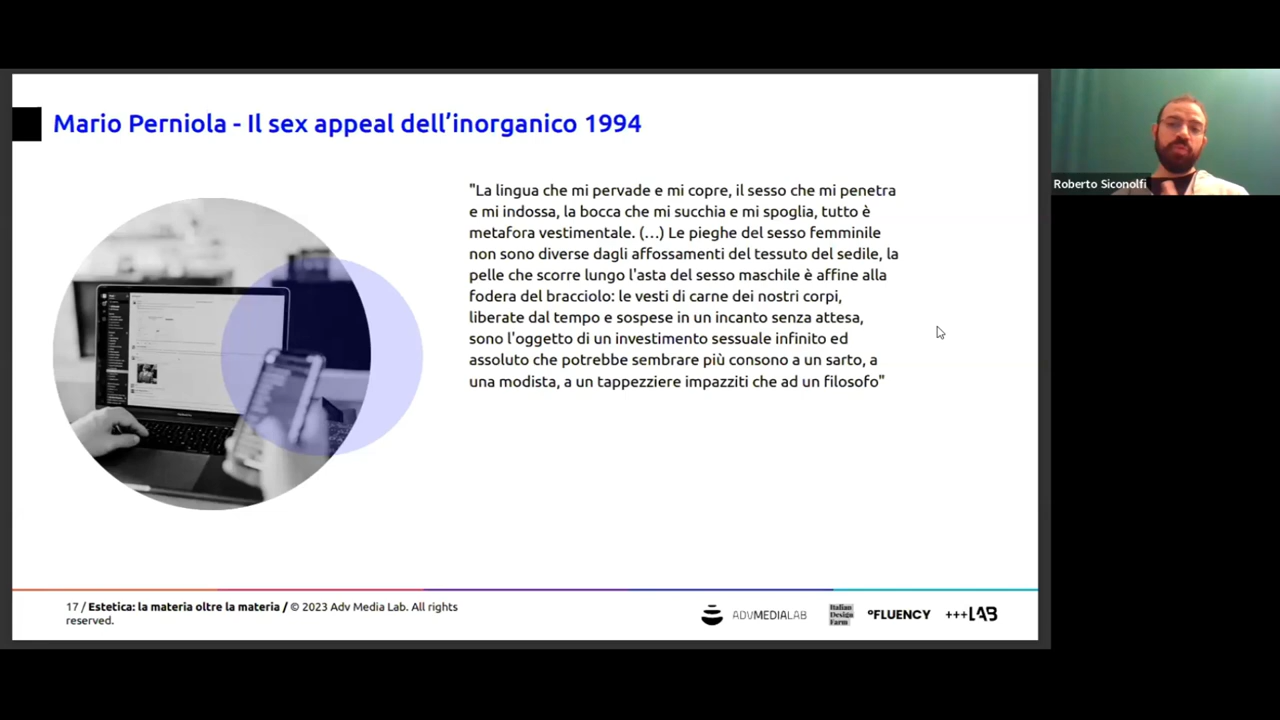 Mario Perniola - Il sex appeal dell'inorganico 1994
"La lingua che mi pervade e mi copre, il sesso che mi penetra
e mi indossa, la bocca che mi succhia e mi spoglia, tutto è
metafora vestimentale. (...) Le pieghe del sesso femminile
non sono diverse dagli affossamenti del tessuto del sedile, la
pelle che scorre lungo l'asta del sesso maschile è affine alla
fodera del bracciolo: le vesti di carne dei nostri corpi,
liberate dal tempo e sospese in un incanto senza attesa,
sono l'oggetto di un investimento sessuale infinito ed
assoluto che potrebbe sembrare più consono a un sarto, a
una modista, a un tappezziere impazziti che ad un filosofo"
Roberto Siconolfi
17 / Estetica: la materia oltre la materia / © 2023 Adv Media Lab. All rights
reserved.
ADVMEDIALAB
Italian
Design
Farm
°FLUENCY
+++LAB